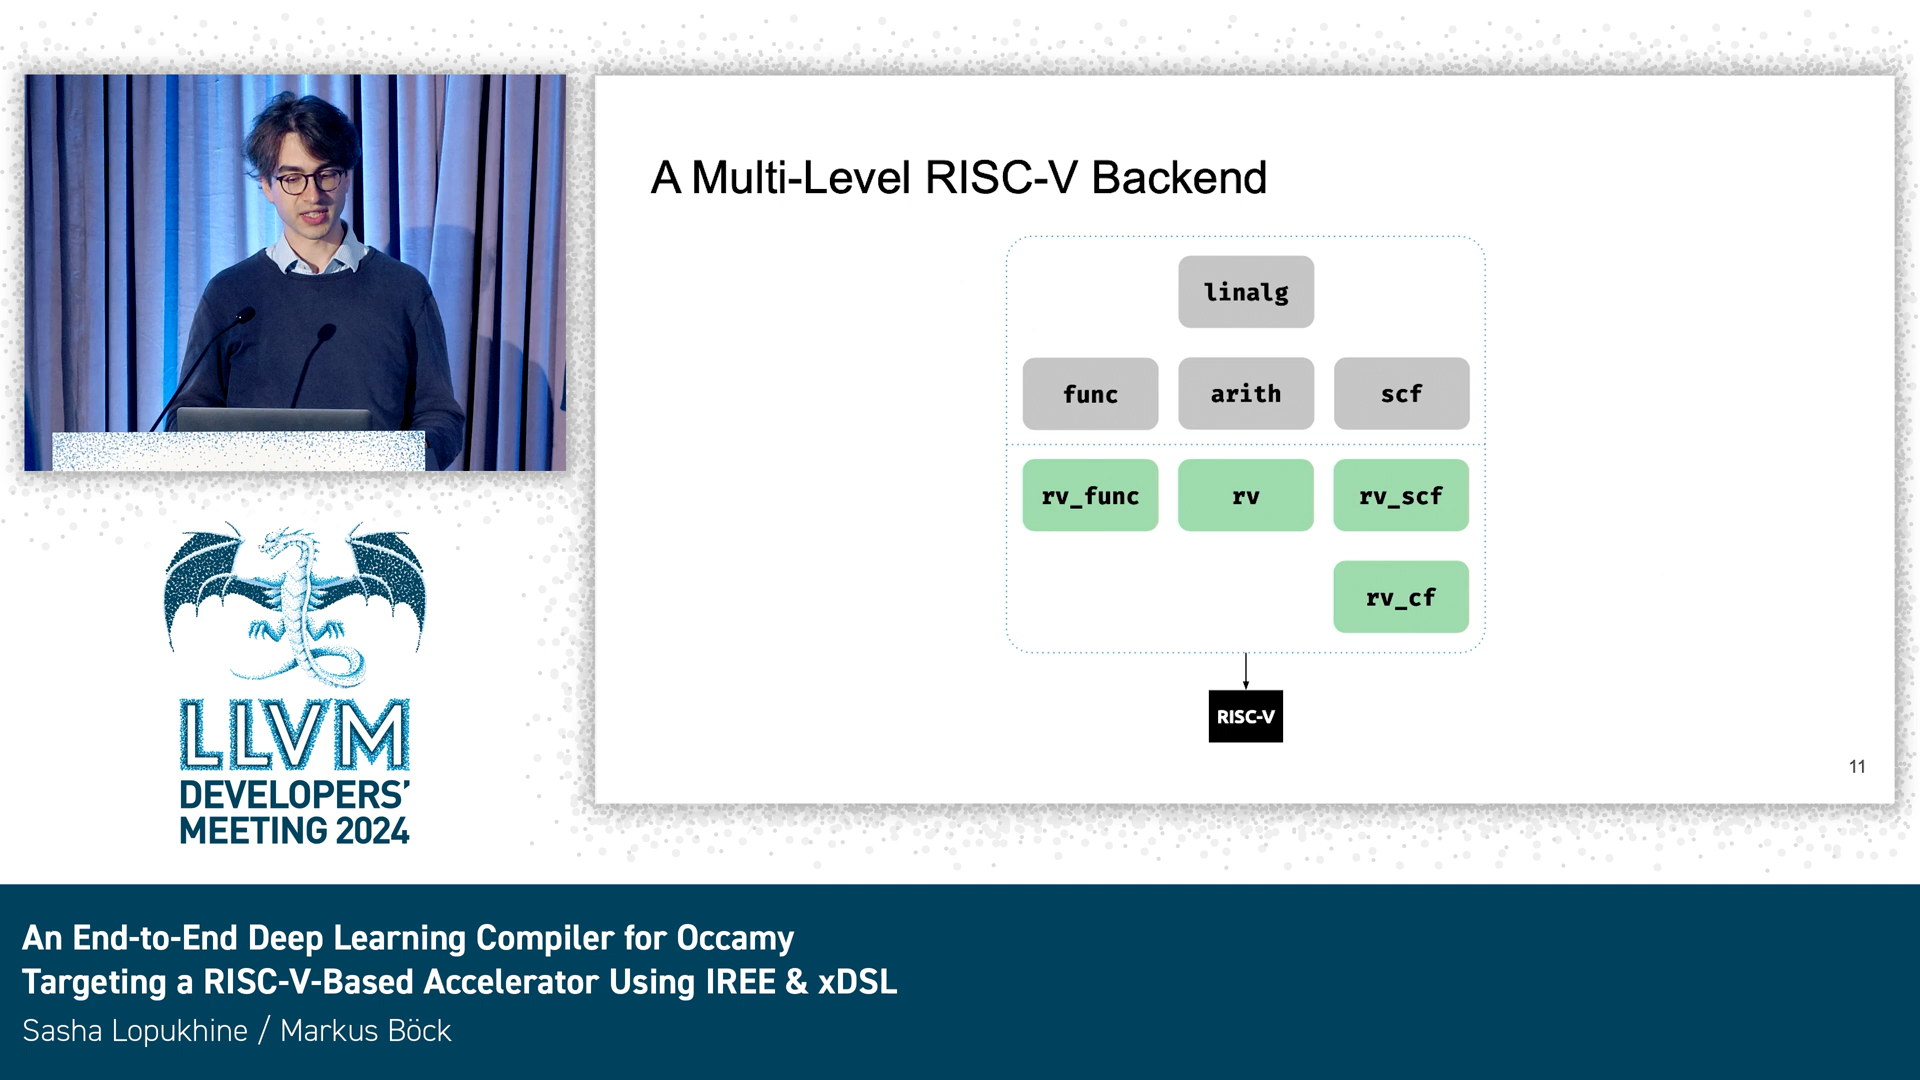 A Multi-Level RISC-V Backend
linalg
func arith scf
rv_func rv rv_scf
rv_cf
RISC-V
11
LLVM
DEVELOPERS'
MEETING 2024
An End-to-End Deep Learning Compiler for Occamy
Targeting a RISC-V-Based Accelerator Using IREE & xDSL
Sasha Lopukhine / Markus Böck